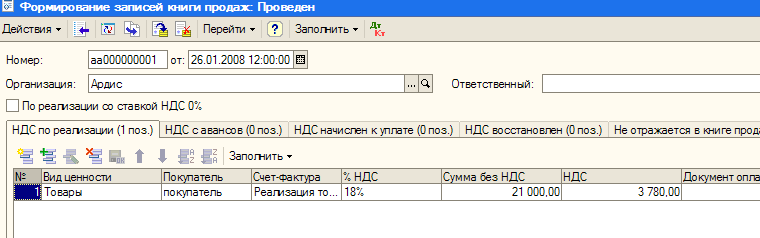 Формирование записей книги продаж: Проведен
Действия Перейти ? Заполнить Дт Кт
Номер: аа000000001 от: 26.01.2008 12:00:00
Организация: Ардис ... Ответственный:
По реализации со ставкой НДС 0%
НДС по реализации (1 поз.) НДС с авансов (0 поз.) НДС начислен к уплате (0 поз.) НДС восстановлен (0 поз.) Не отражается в книге прод
Заполнить
№ Вид ценности Покупатель Счет-фактура % НДС Сумма без НДС НДС Документ опла
1 Товары покупатель Реализация то... 18% 21 000,00 3 780,00